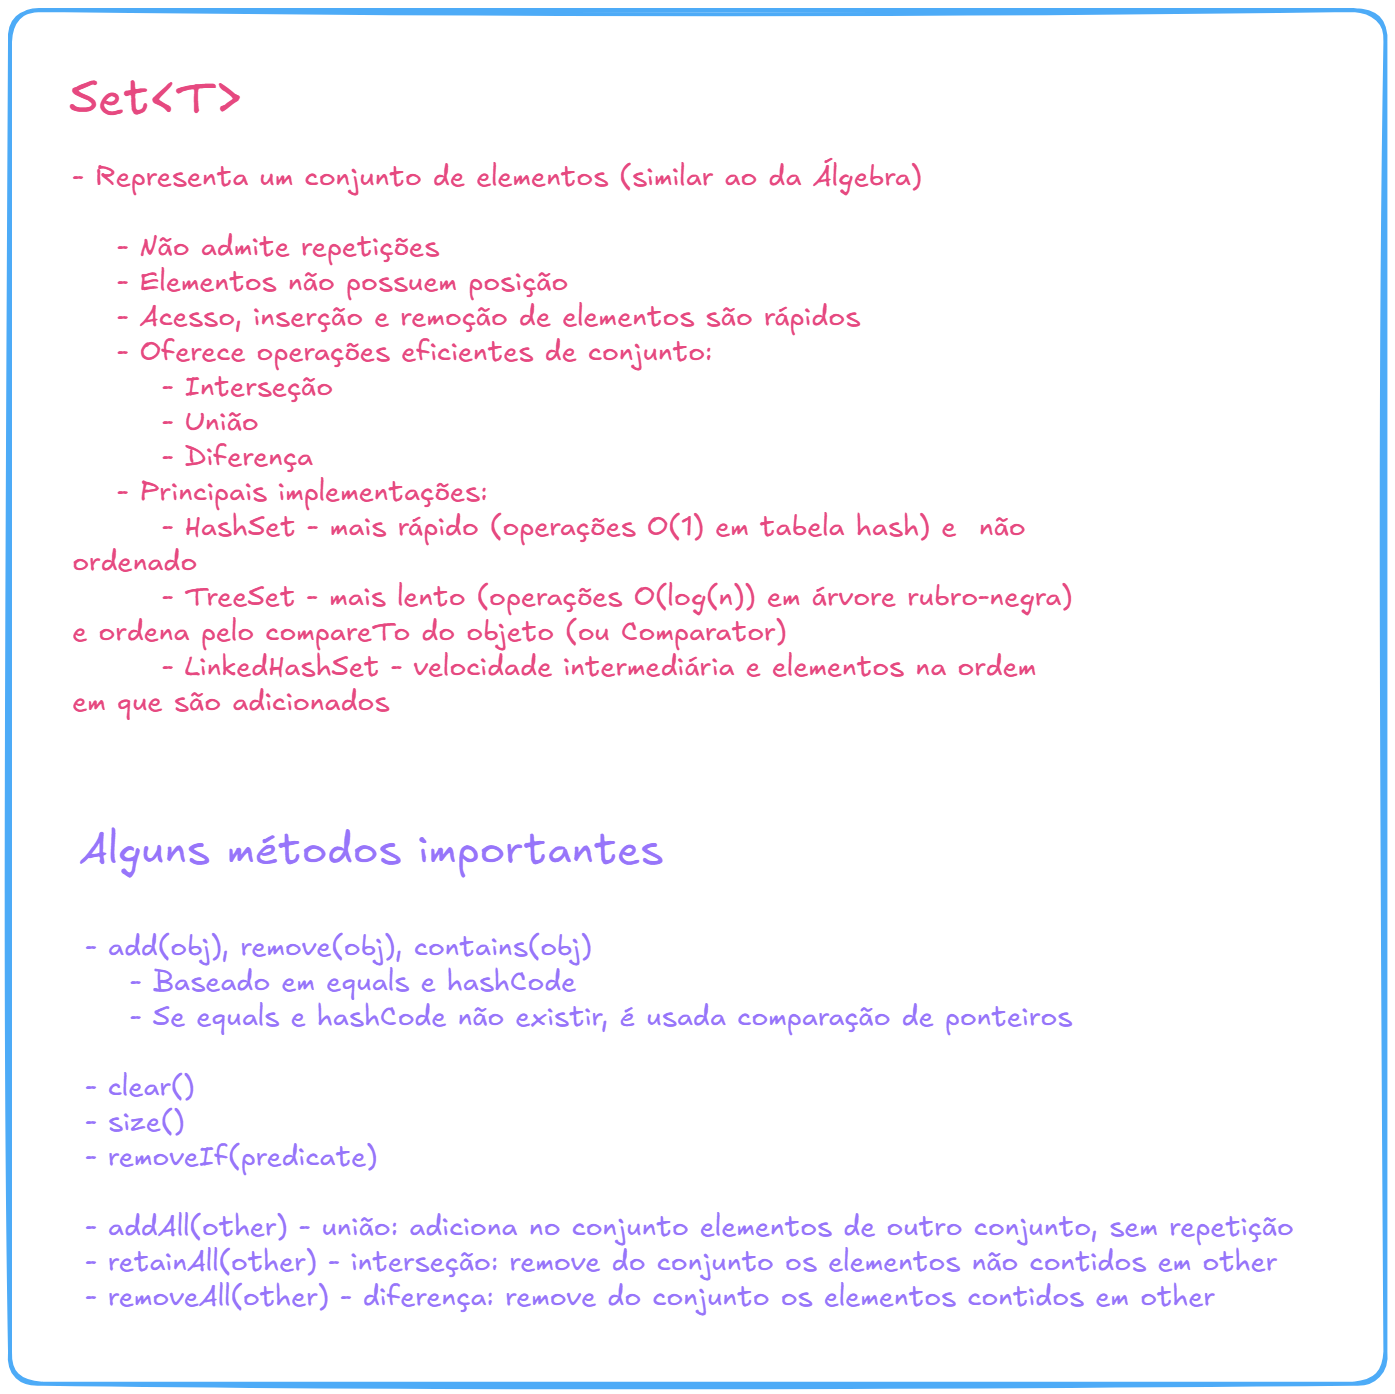 Set<T>
- Representa um conjunto de elementos (similar ao da Álgebra)
- Não admite repetições
- Elementos não possuem posição
- Acesso, inserção e remoção de elementos são rápidos
- Oferece operações eficientes de conjunto:
- Interseção
- União
- Diferença
- Principais implementações:
- HashSet - mais rápido (operações O(1) em tabela hash) e  não
ordenado
- TreeSet - mais lento (operações O(log(n)) em árvore rubro-negra)
e ordena pelo compareTo do objeto (ou Comparator)
- LinkedHashSet - velocidade intermediária e elementos na ordem
em que são adicionados
Alguns métodos importantes
- add(obj), remove(obj), contains(obj)
- Baseado em equals e hashCode
- Se equals e hashCode não existir, é usada comparação de ponteiros
- clear()
- size()
- removeIf(predicate)
- addAll(other) - união: adiciona no conjunto elementos de outro conjunto, sem repetição
- retainAll(other) - interseção: remove do conjunto os elementos não contidos em other
- removeAll(other) - diferença: remove do conjunto os elementos contidos em other